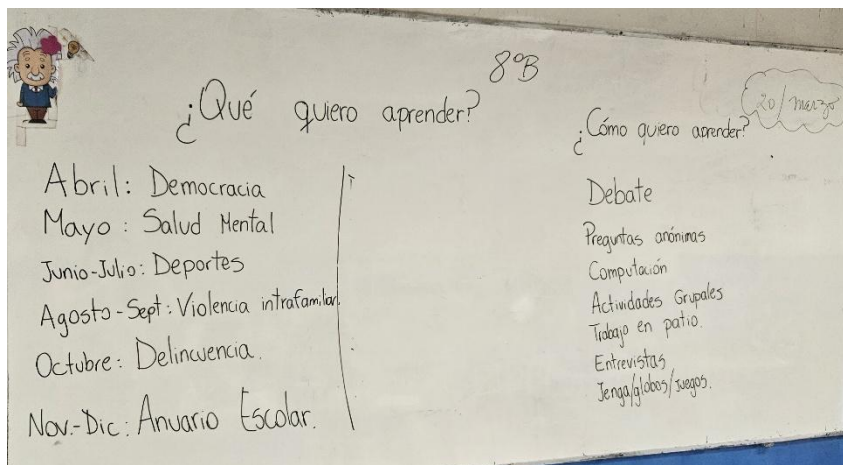 8°B
20/marzo
¿Qué quiero aprender?
Abril: Democracia
Mayo: Salud Mental
Junio-Julio: Deportes
Agosto-Sept: Violencia intrafamiliar.
Octubre: Delincuencia.
Nov.-Dic: Anuario Escolar.
¿Cómo quiero aprender?
Debate
Preguntas anónimas
Computación
Actividades Grupales
Trabajo en patio.
Entrevistas
Jenga/globos/juegos.